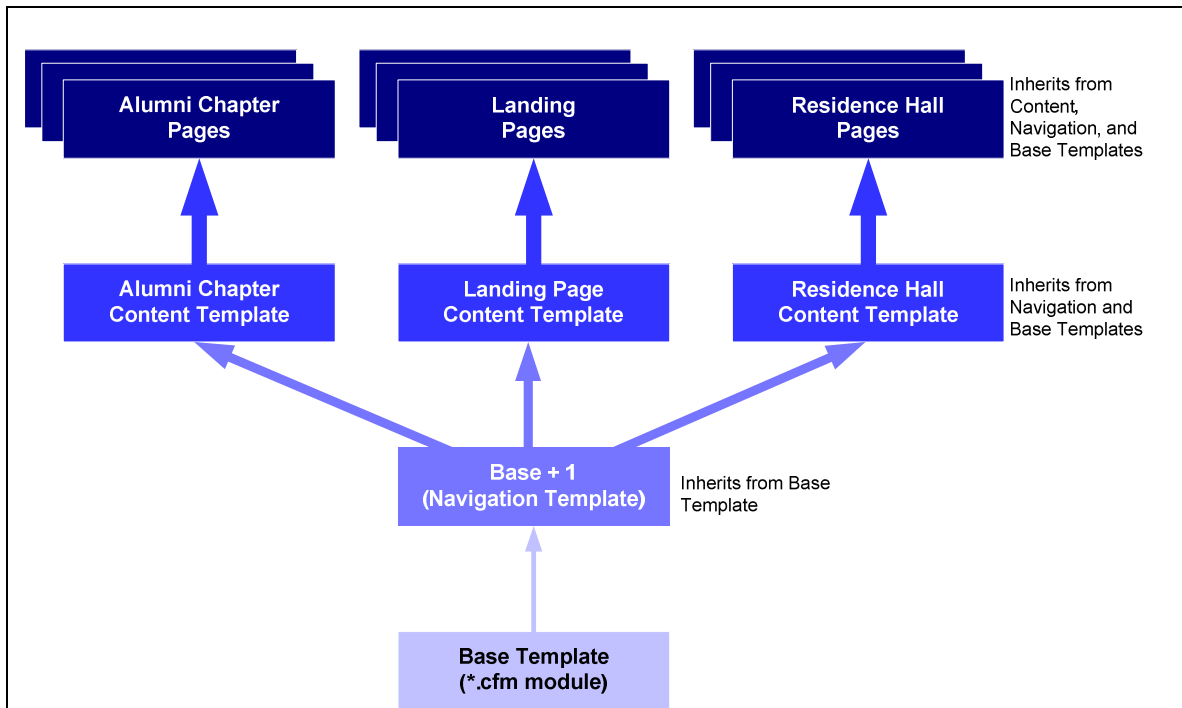 Alumni Chapter
Pages
Landing
Pages
Residence Hall
Pages
Inherits from
Content,
Navigation, and
Base Templates
Alumni Chapter
Content Template
Landing Page
Content Template
Residence Hall
Content Template
Inherits from
Navigation and
Base Templates
Base + 1
(Navigation Template)
Inherits from Base
Template
Base Template
(*.cfm module)